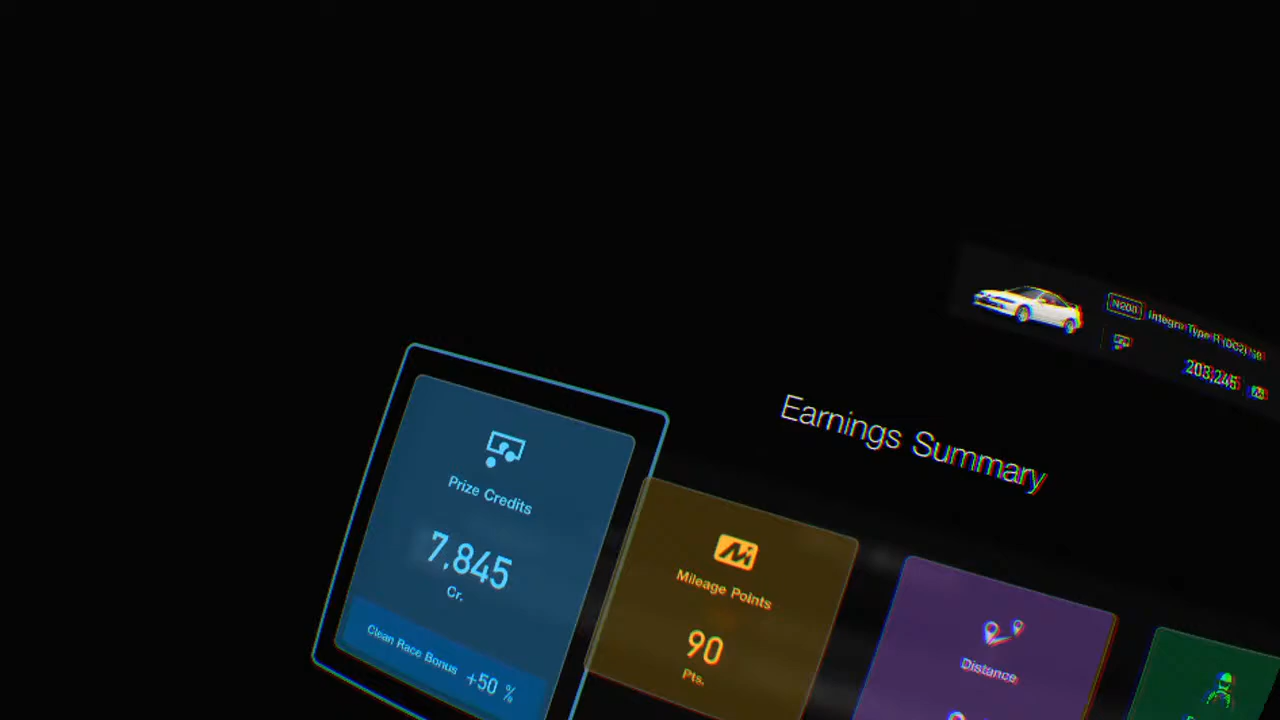 N200 Integra Type R (DC2) '98
203,245
Earnings Summary
Prize Credits
7,845
Cr.
Clean Race Bonus +50 %
Mileage Points
90
Pts.
Distance